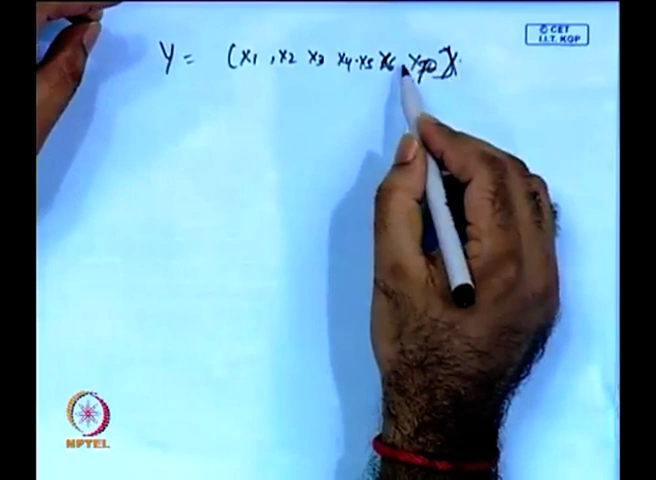 Y = (x1 , x2 x3 x4 . x5 x6
© CET
I.I.T. KGP
NPTEL